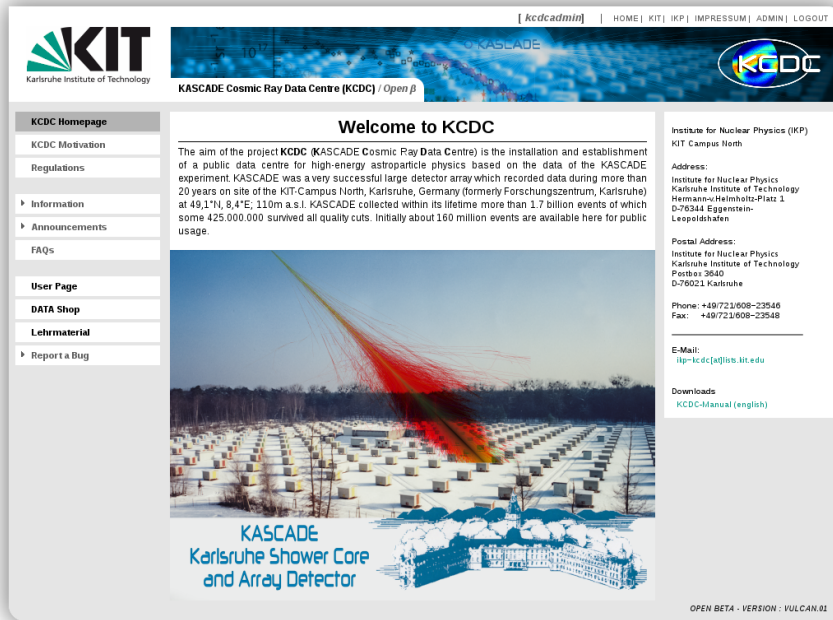 [ kcdcadmin] | HOME | KIT | IKP | IMPRESSUM | ADMIN | LOGOUT
KIT
Karlsruhe Institute of Technology
KASCADE
KCDC
KASCADE Cosmic Ray Data Centre (KCDC) / Open β
KCDC Homepage
KCDC Motivation
Regulations
Information
Announcements
FAQs
User Page
DATA Shop
Lehrmaterial
Report a Bug
Welcome to KCDC
The aim of the project KCDC (KASCADE Cosmic Ray Data Centre) is the installation and establishment
of a public data centre for high-energy astroparticle physics based on the data of the KASCADE
experiment. KASCADE was a very successful large detector array which recorded data during more than
20 years on site of the KIT-Campus North, Karlsruhe, Germany (formerly Forschungszentrum, Karlsruhe)
at 49,1°N, 8,4°E; 110m a.s.l. KASCADE collected within its lifetime more than 1.7 billion events of which
some 425.000.000 survived all quality cuts. Initially about 160 million events are available here for public
usage.
KASCADE
Karlsruhe Shower Core
and Array Detector
Institute for Nuclear Physics (IKP)
KIT Campus North
Address:
Institute for Nuclear Physics
Karlsruhe Institute of Technology
Hermann-v.Helmholtz-Platz 1
D-76344 Eggenstein-
Leopoldshafen
Postal Address:
Institute for Nuclear Physics
Karlsruhe Institute of Technology
Postbox 3640
D-76021 Karlsruhe
Phone: +49/721/608-23546
Fax: +49/721/608-23548
E-Mail:
ikp-kcdc[at]lists.kit.edu
Downloads
KCDC-Manual (english)
OPEN BETA - VERSION : VULCAN.01